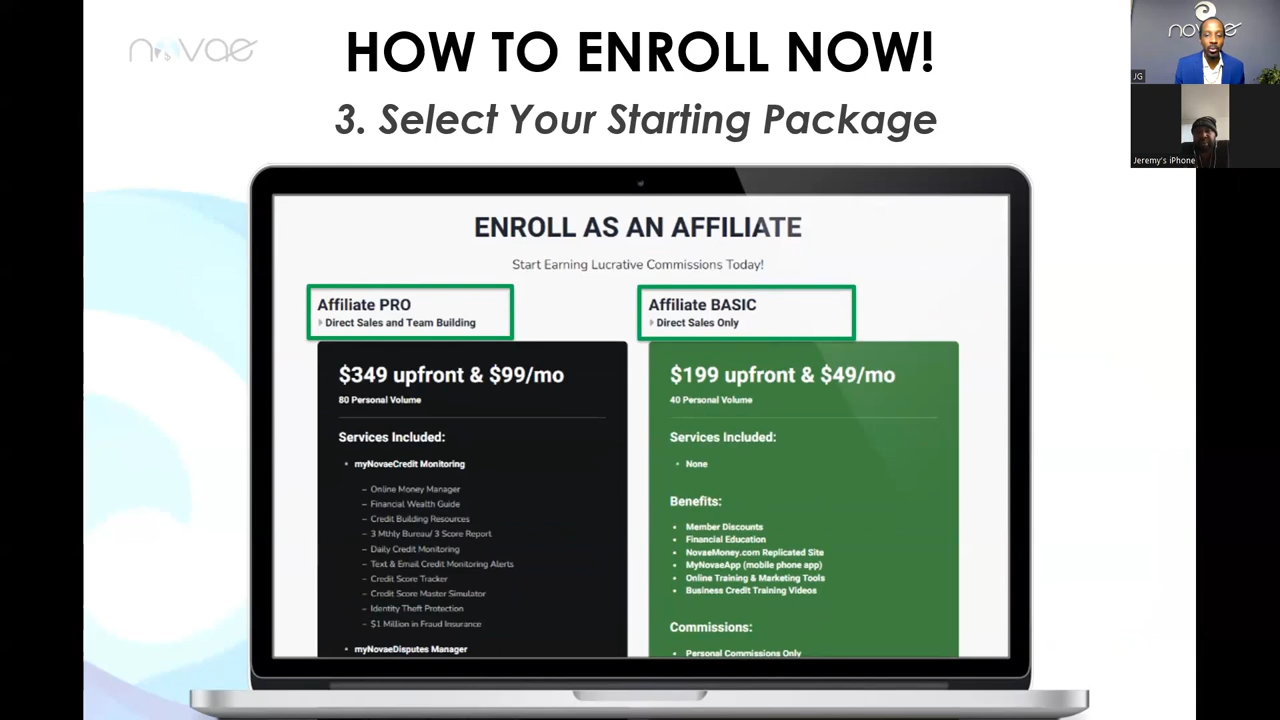 novae
HOW TO ENROLL NOW!
3. Select Your Starting Package
novae
JG
Jeremy's iPhone
ENROLL AS AN AFFILIATE
Start Earning Lucrative Commissions Today!
Affiliate PRO
Direct Sales and Team Building
$349 upfront & $99/mo
80 Personal Volume
Services Included:
• myNovaeCredit Monitoring
– Online Money Manager
– Financial Wealth Guide
– Credit Building Resources
– 3 Mthly Bureau/ 3 Score Report
– Daily Credit Monitoring
– Text & Email Credit Monitoring Alerts
– Credit Score Tracker
– Credit Score Master Simulator
– Identity Theft Protection
– $1 Million in Fraud Insurance
• myNovaeDisputes Manager
Affiliate BASIC
Direct Sales Only
$199 upfront & $49/mo
40 Personal Volume
Services Included:
• None
Benefits:
• Member Discounts
• Financial Education
• NovaeMoney.com Replicated Site
• MyNovaeApp (mobile phone app)
• Online Training & Marketing Tools
• Business Credit Training Videos
Commissions:
• Personal Commissions Only